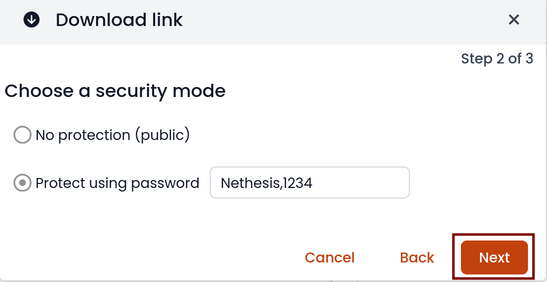 Download link
Step 2 of 3
Choose a security mode
No protection (public)
Protect using password Nethesis,1234
Cancel Back Next